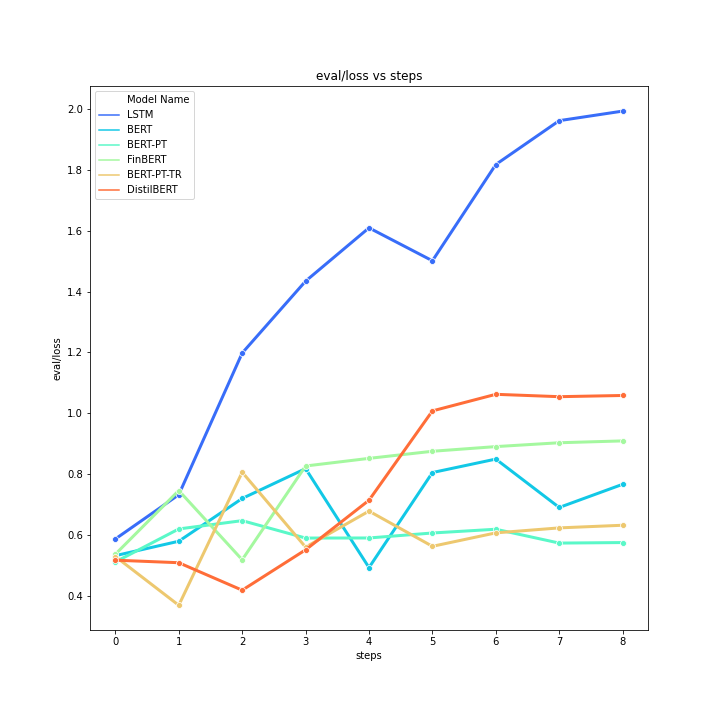 eval/loss vs steps
Model Name
LSTM
BERT
BERT-PT
FinBERT
BERT-PT-TR
DistilBERT
eval/loss
2.0
1.8
1.6
1.4
1.2
1.0
0.8
0.6
0.4
0 1 2 3 4 5 6 7 8
steps